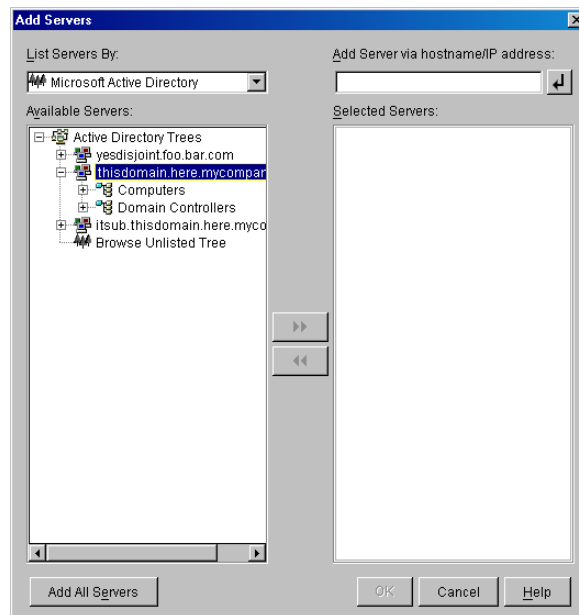 Add Servers
List Servers By:
Add Server via hostname/IP address:
Microsoft Active Directory
Available Servers:
Selected Servers:
Active Directory Trees
yesdisjoint.foo.bar.com
thisdomain.here.mycompar
Computers
Domain Controllers
itsub.thisdomain.here.myco
Browse Unlisted Tree
Add All Servers
OK
Cancel
Help